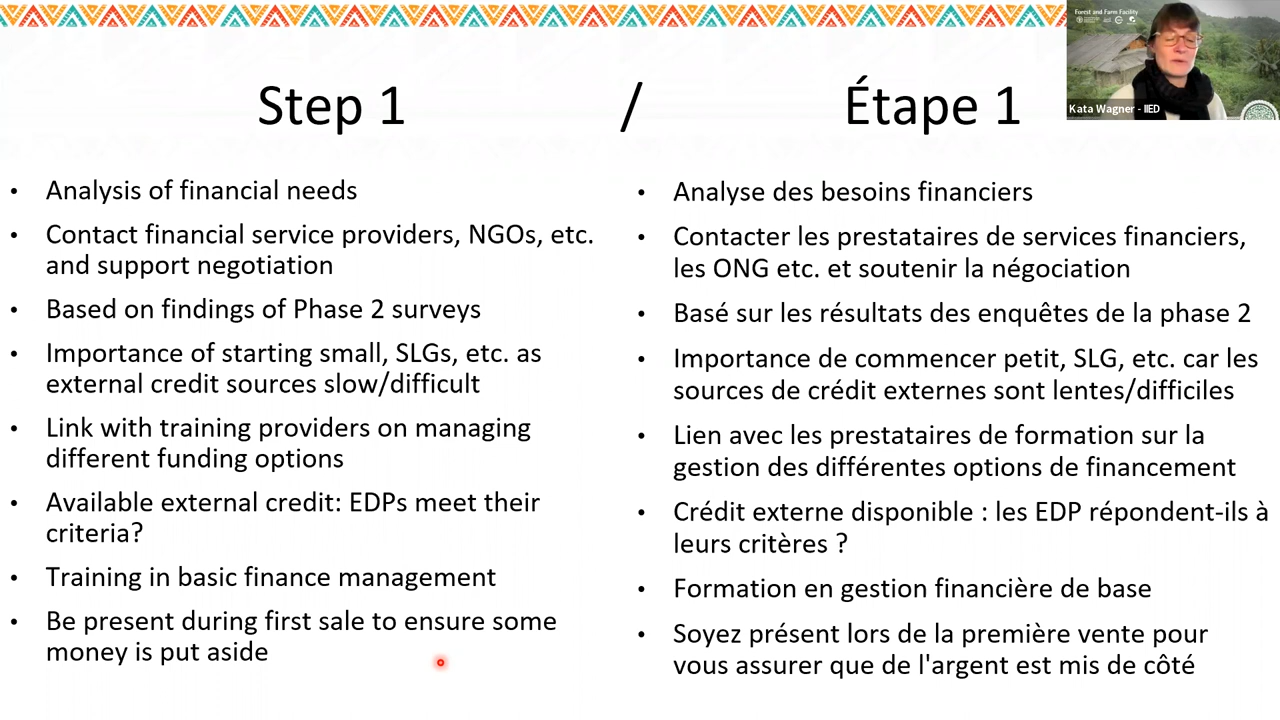 Step 1 / Étape 1
• Analysis of financial needs
• Contact financial service providers, NGOs, etc.
and support negotiation
• Based on findings of Phase 2 surveys
• Importance of starting small, SLGs, etc. as
external credit sources slow/difficult
• Link with training providers on managing
different funding options
• Available external credit: EDPs meet their
criteria?
• Training in basic finance management
• Be present during first sale to ensure some
money is put aside
• Analyse des besoins financiers
• Contacter les prestataires de services financiers,
les ONG etc. et soutenir la négociation
• Basé sur les résultats des enquêtes de la phase 2
• Importance de commencer petit, SLG, etc. car les
sources de crédit externes sont lentes/difficiles
• Lien avec les prestataires de formation sur la
gestion des différentes options de financement
• Crédit externe disponible : les EDP répondent-ils à
leurs critères ?
• Formation en gestion financière de base
• Soyez présent lors de la première vente pour
vous assurer que de l'argent est mis de côté
Forest and Farm Facility
Kata Wagner - IIED